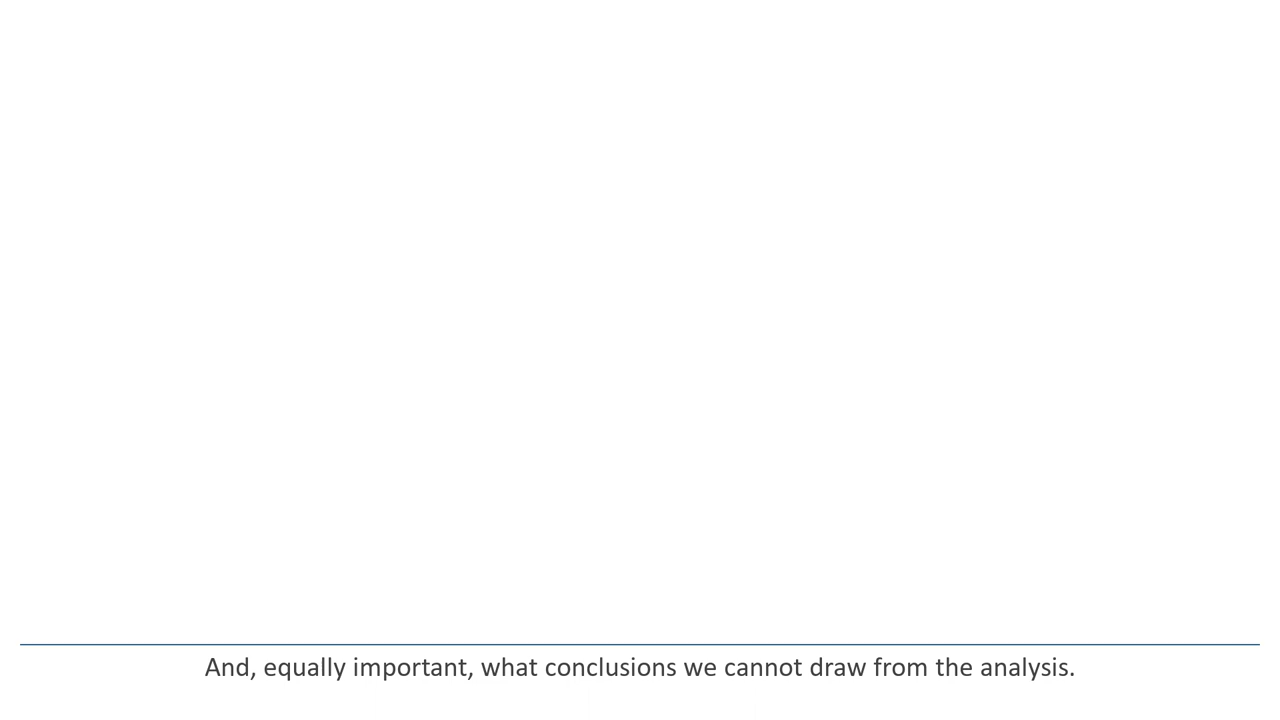 And, equally important, what conclusions we cannot draw from the analysis.